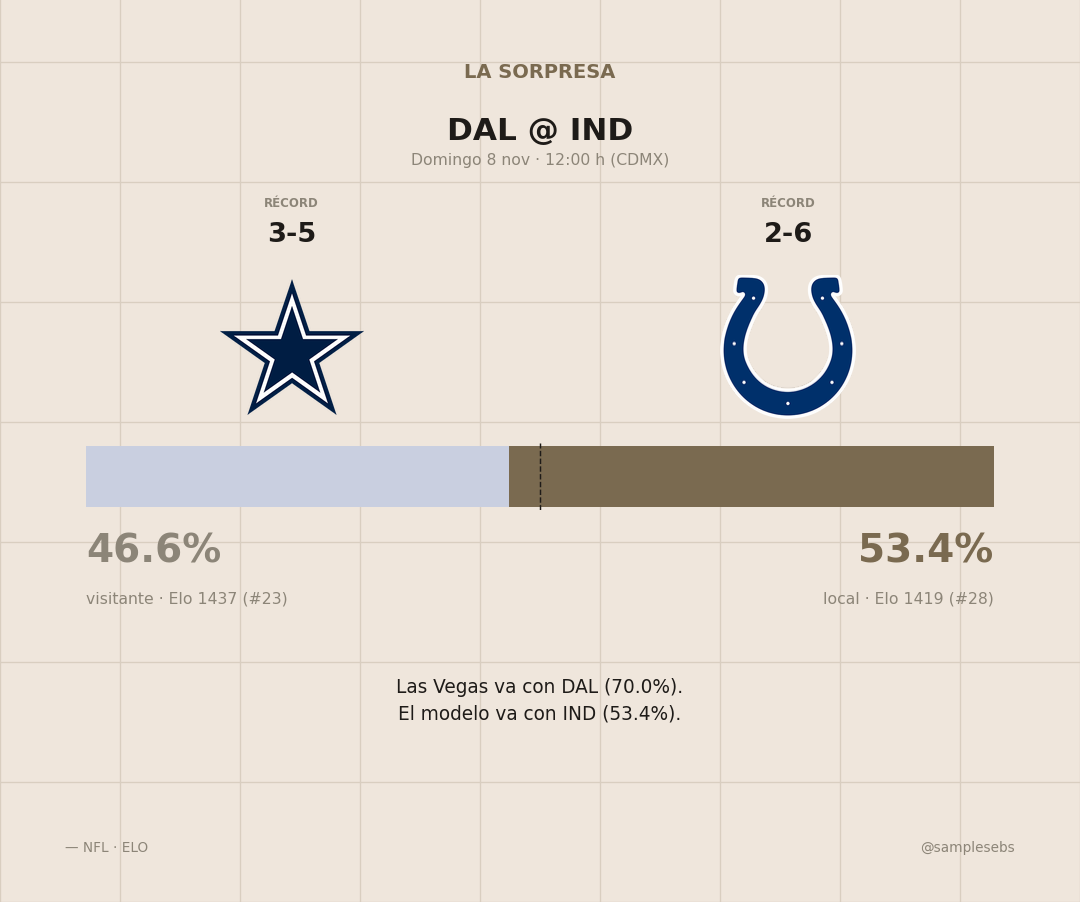 LA SORPRESA
DAL @ IND
Domingo 8 nov · 12:00 h (CDMX)
RÉCORD
3-5
RÉCORD
2-6
46.6%
53.4%
visitante · Elo 1437 (#23)
local · Elo 1419 (#28)
Las Vegas va con DAL (70.0%).
El modelo va con IND (53.4%).
— NFL · ELO
@samplesebs